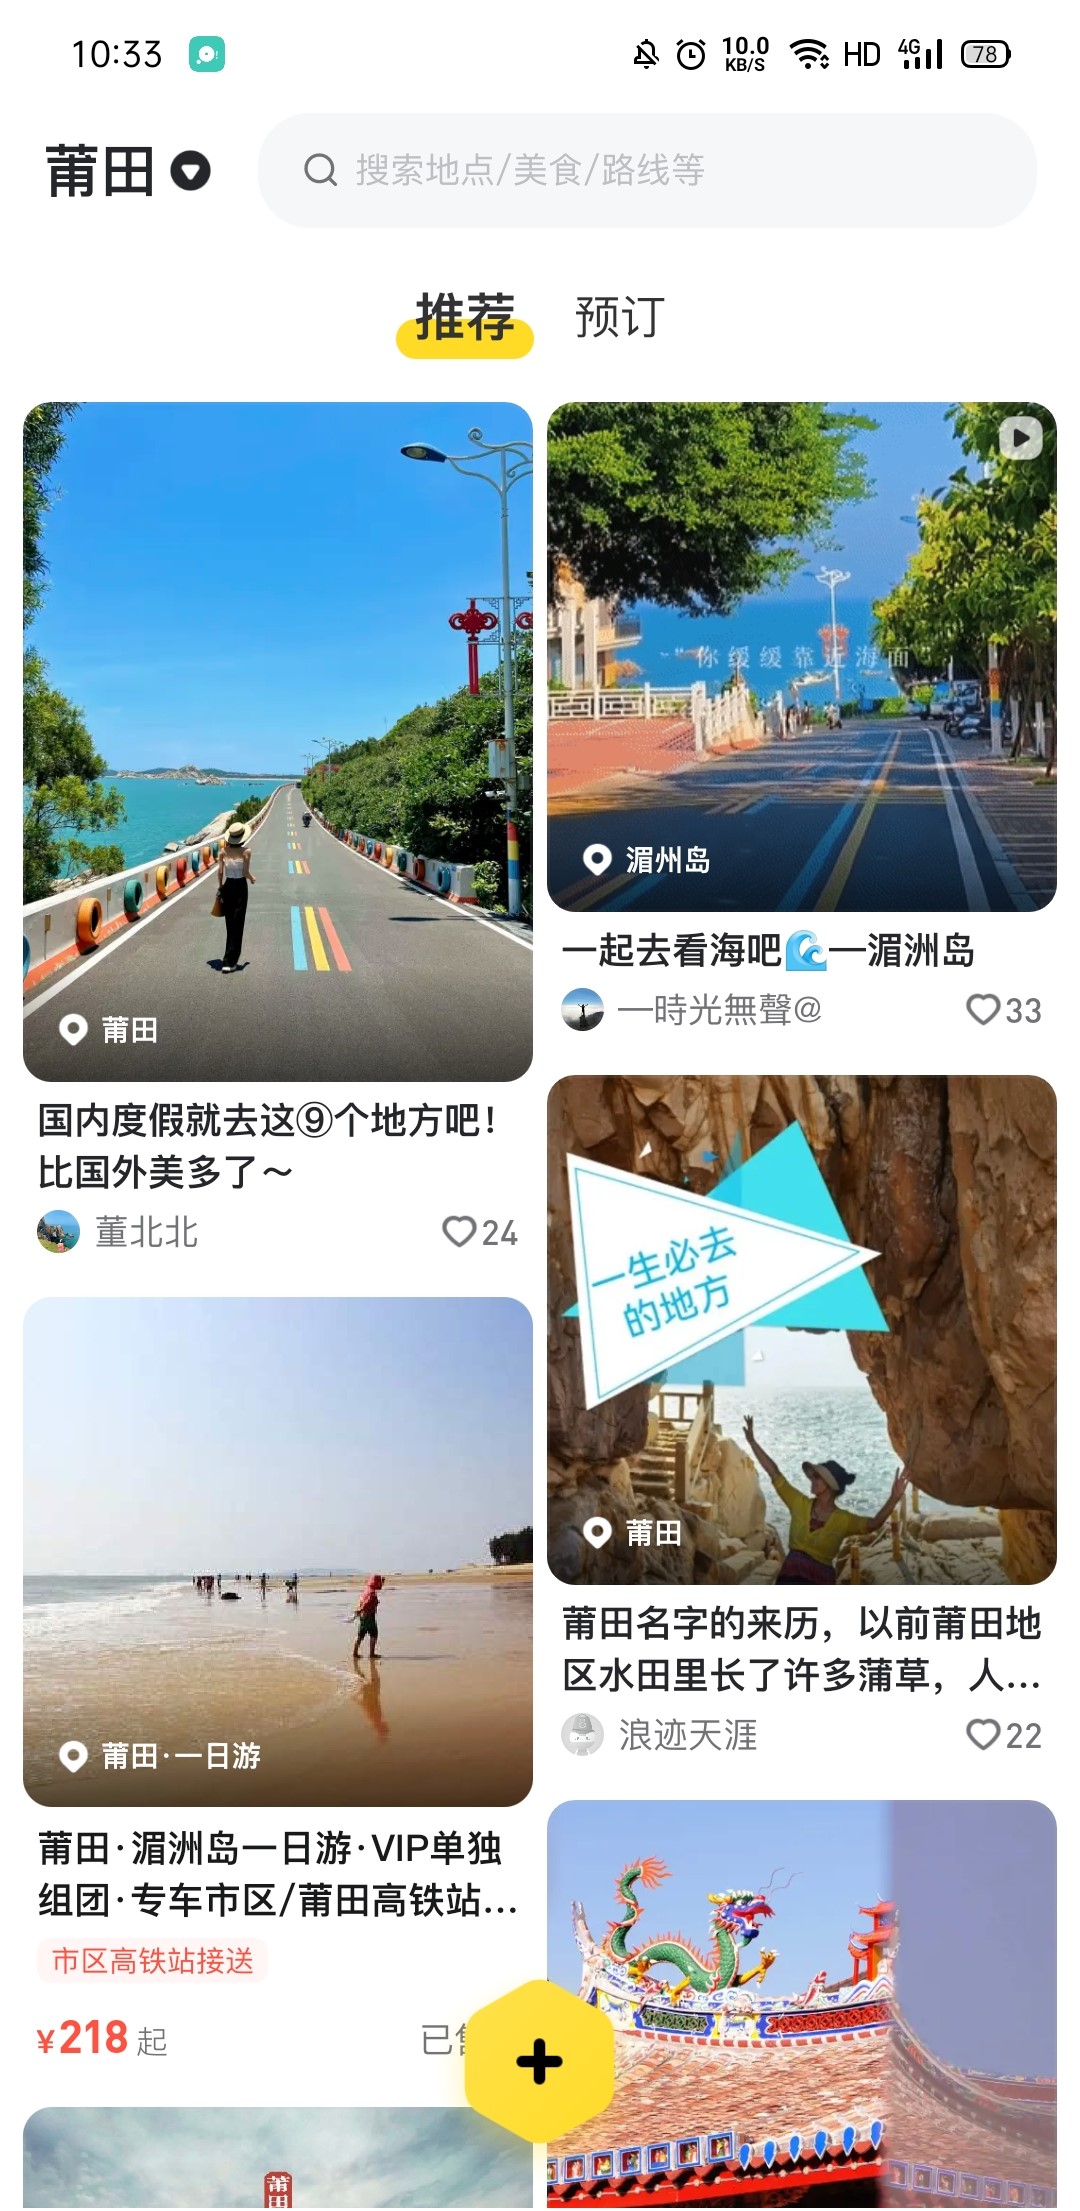 10:33
10.0
KB/S
HD
4G
78
莆田
搜索地点/美食/路线等
推荐
预订
莆田
国内度假就去这⑨个地方吧！
比国外美多了～
董北北
24
"你缓缓靠近海面"
湄州岛
一起去看海吧🌊—湄洲岛
一時光無聲@
33
一生必去
的地方
莆田
莆田名字的来历，以前莆田地
区水田里长了许多蒲草，人...
浪迹天涯
22
莆田·一日游
莆田·湄洲岛一日游·VIP单独
组团·专车市区/莆田高铁站...
市区高铁站接送
¥218起
已售
莆田